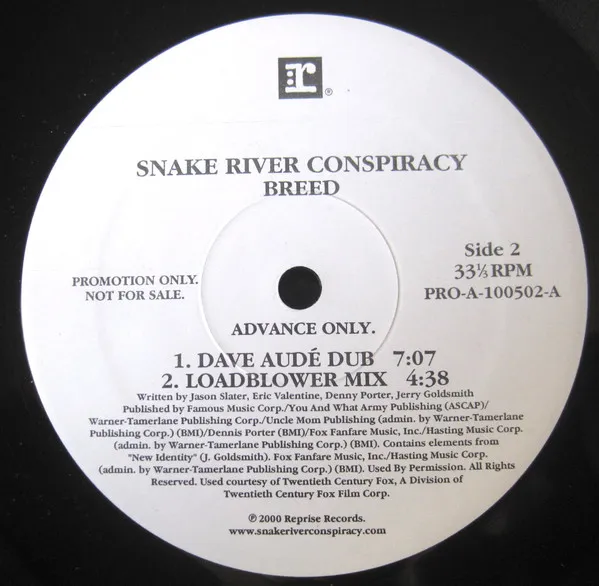 r®
SNAKE RIVER CONSPIRACY
BREED
Side 2
33⅓ RPM
PRO-A-100502-A
PROMOTION ONLY.
NOT FOR SALE.
ADVANCE ONLY.
1. DAVE AUDÉ DUB 7:07
2. LOADBLOWER MIX 4:38
Written by Jason Slater, Eric Valentine, Denny Porter, Jerry Goldsmith
Published by Famous Music Corp./You And What Army Publishing (ASCAP)/
Warner-Tamerlane Publishing Corp./Uncle Mom Publishing (admin. by Warner-Tamerlane
Publishing Corp.) (BMI)/Dennis Porter (BMI)/Fox Fanfare Music, Inc./Hasting Music Corp.
(admin. by Warner-Tamerlane Publishing Corp.) (BMI). Contains elements from
"New Identity" (J. Goldsmith). Fox Fanfare Music, Inc./Hasting Music Corp.
(admin. by Warner-Tamerlane Publishing Corp.) (BMI). Used By Permission. All Rights
Reserved. Used courtesy of Twentieth Century Fox, A Division of
Twentieth Century Fox Film Corp.
℗ 2000 Reprise Records.
www.snakeriverconspiracy.com